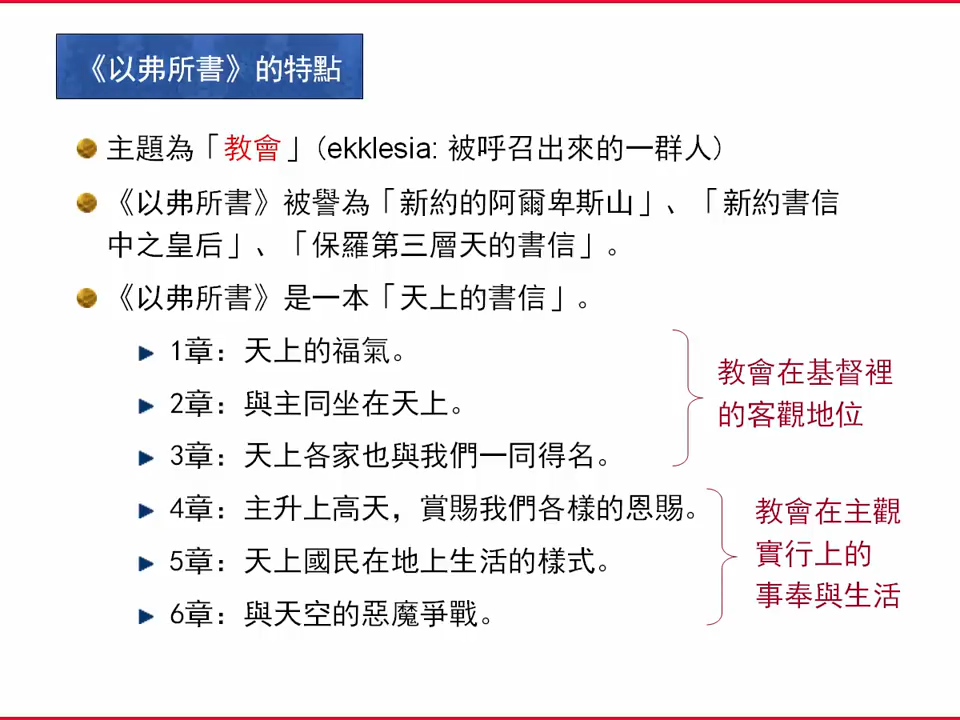 《以弗所書》的特點
主題為「教會」(ekklesia: 被呼召出來的一群人)
《以弗所書》被譽為「新約的阿爾卑斯山」、「新約書信
中之皇后」、「保羅第三層天的書信」。
《以弗所書》是一本「天上的書信」。
1章：天上的福氣。
2章：與主同坐在天上。
3章：天上各家也與我們一同得名。
教會在基督裡
的客觀地位
4章：主升上高天，賞賜我們各樣的恩賜。
5章：天上國民在地上生活的樣式。
6章：與天空的惡魔爭戰。
教會在主觀
實行上的
事奉與生活